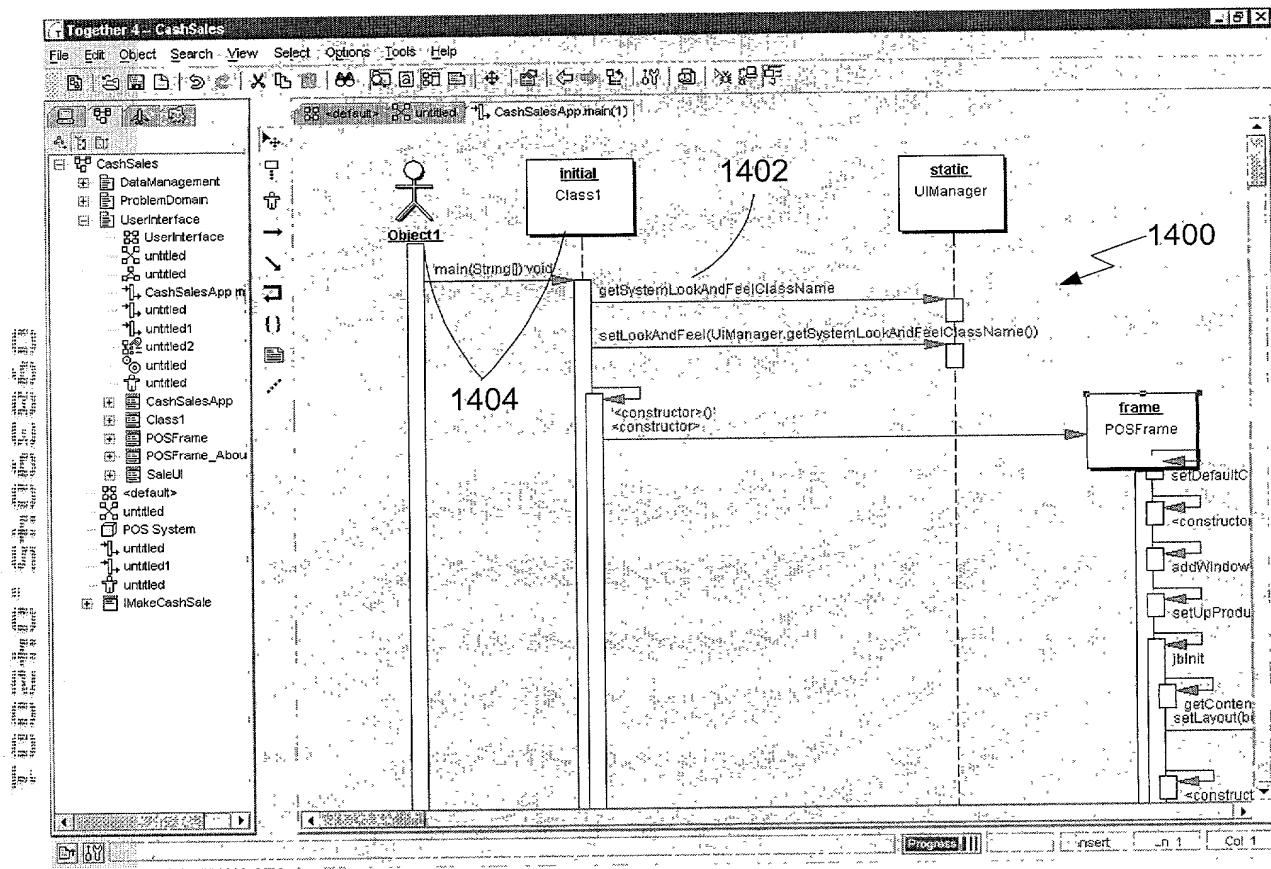 Together 4 - CashSales
File Edit Object Search View Select Options Tools Help
<default> untitled CashSalesApp.main(1)
CashSales
DataManagement
ProblemDomain
UserInterface
UserInterface
untitled
untitled
CashSalesApp.m
untitled
untitled1
untitled2
untitled
untitled
CashSalesApp
Class1
POSFrame
POSFrame_Abou
SaleUI
<default>
untitled
POS System
untitled
untitled1
untitled
IMakeCashSale
Object1
initial
Class1
1402
static
UIManager
1400
main(String[]):void
getSystemLookAndFeelClassName
setLookAndFeel(UiManager.getSystemLookAndFeelClassName())
1404
'<constructor>()'
<constructor>
frame
POSFrame
setDefaultC
<constructor
addWindow
setUpProdu
jbInit
getConten
setLayout(b
<construct
Progress
nsert
Col 1